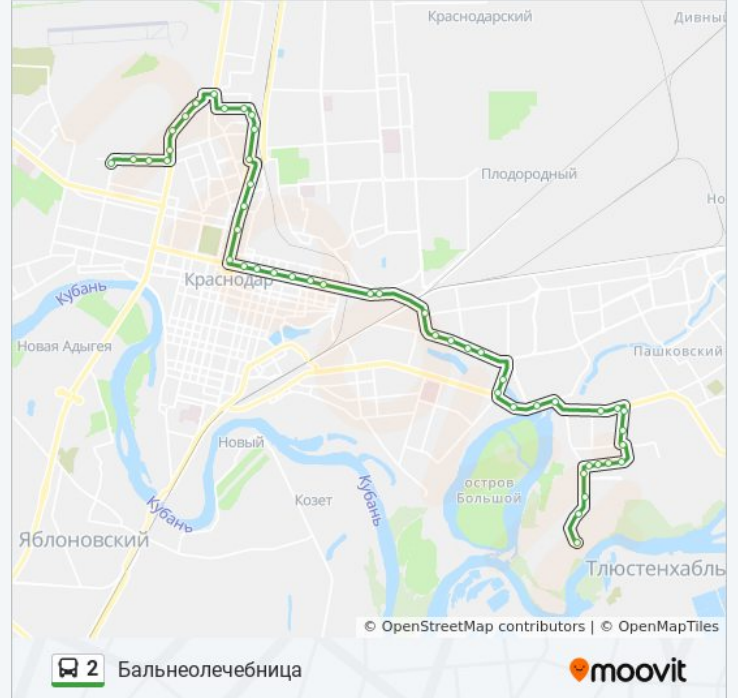 Краснодарский
Дивны
Плодородный
Но
Краснодар
Кубань
Новая Адыгея
Пашковский
Новый
Кубань
остров
Большой
Козет
Кубань
Яблоновский
Тлюстенхабль
© OpenStreetMap contributors | © OpenMapTiles
2 Бальнеолечебница
moovit